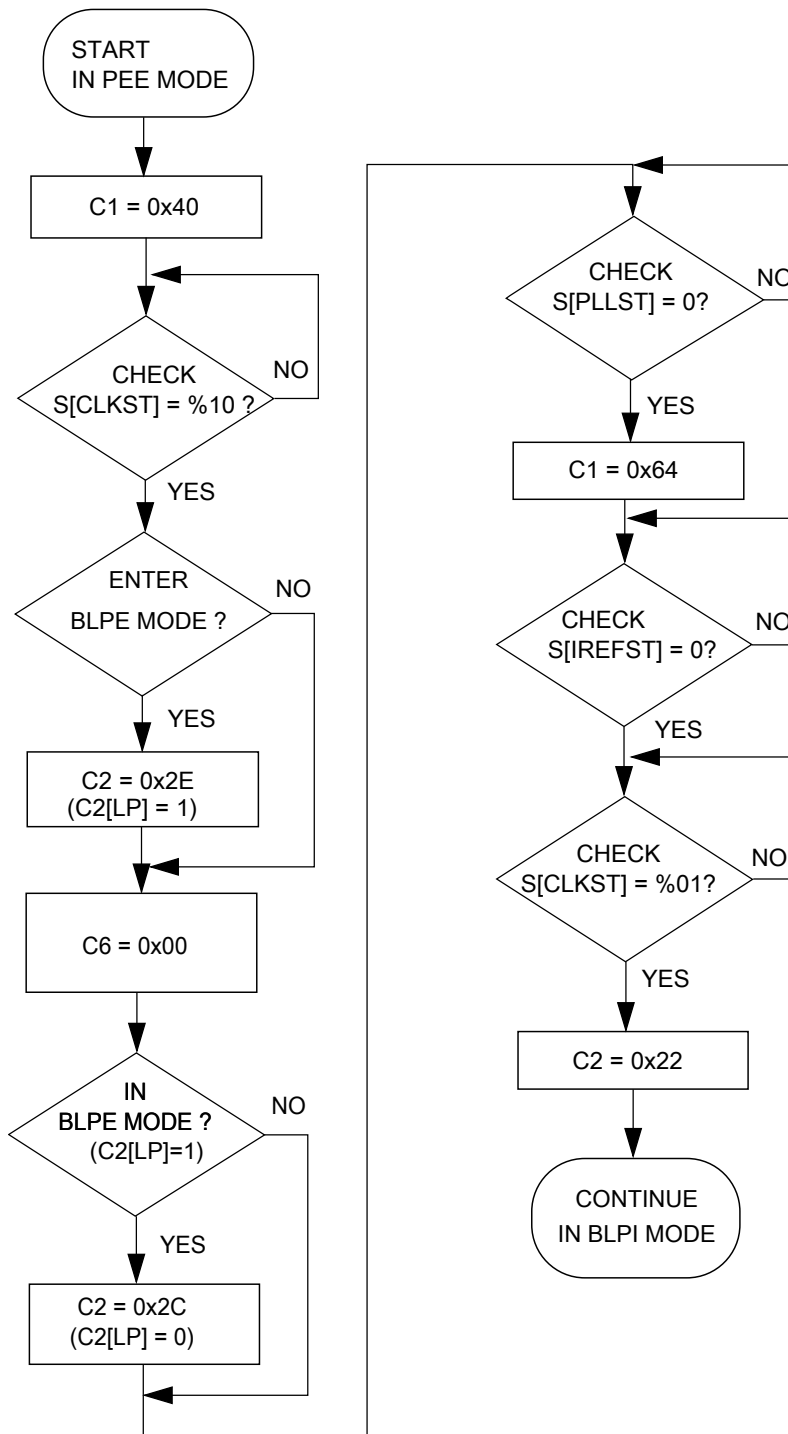 START
IN PEE MODE
C1 = 0x40
CHECK
S[CLKST] = %10 ?
NO
YES
ENTER
BLPE MODE ?
NO
YES
C2 = 0x2E
(C2[LP] = 1)
C6 = 0x00
IN
BLPE MODE ?
(C2[LP]=1)
NO
YES
C2 = 0x2C
(C2[LP] = 0)
CHECK
S[PLLST] = 0?
NO
YES
C1 = 0x64
CHECK
S[IREFST] = 0?
NO
YES
CHECK
S[CLKST] = %01?
NO
YES
C2 = 0x22
CONTINUE
IN BLPI MODE